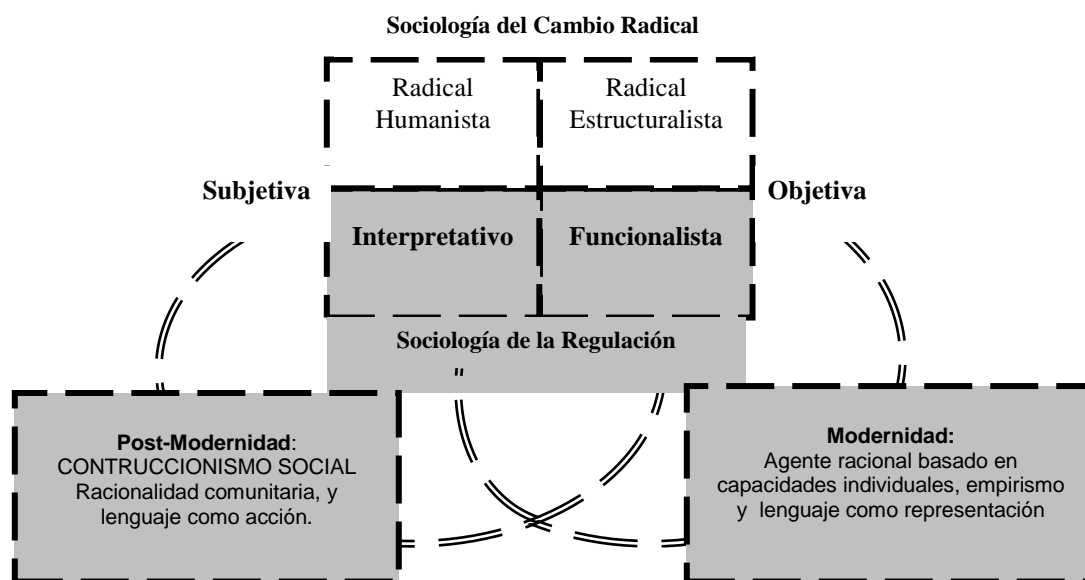 Sociología del Cambio Radical
Radical
Humanista
Radical
Estructuralista
Subjetiva
Objetiva
Interpretativo
Funcionalista
Sociología de la Regulación
Post-Modernidad:
CONTRUCCIONISMO SOCIAL
Racionalidad comunitaria, y
lenguaje como acción.
Modernidad:
Agente racional basado en
capacidades individuales, empirismo
y lenguaje como representación